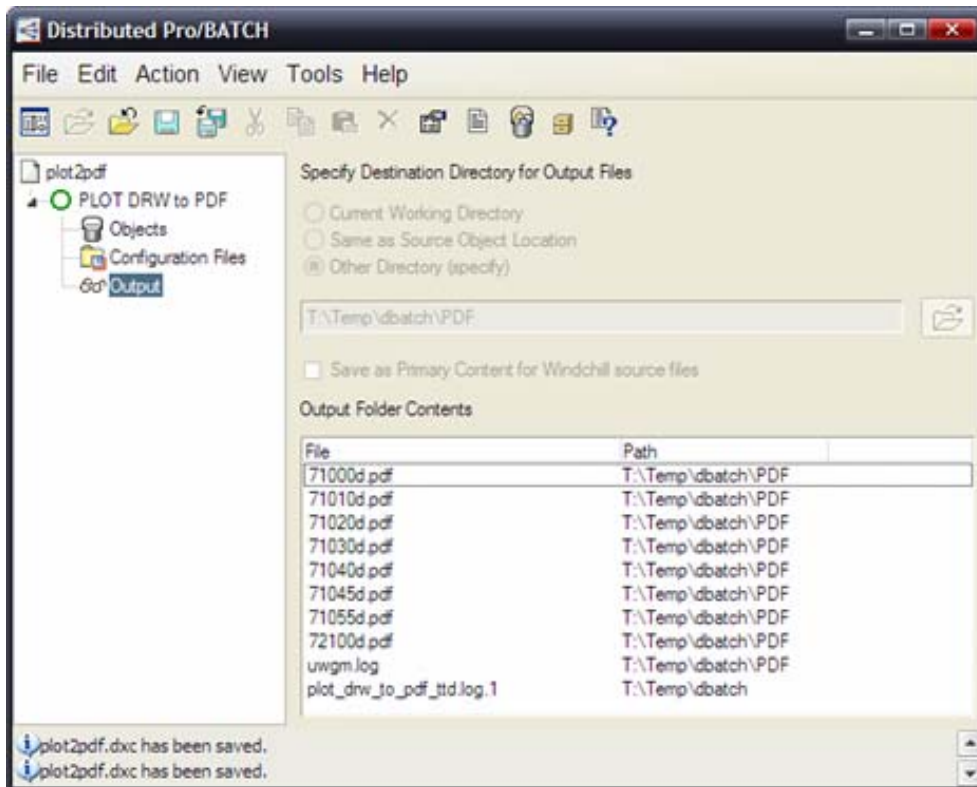 Distributed Pro/BATCH
File Edit Action View Tools Help
plot2pdf
PLOT DRW to PDF
Objects
Configuration Files
Output
Specify Destination Directory for Output Files
Current Working Directory
Same as Source Object Location
Other Directory (specify)
T:\Temp\dbatch\PDF
Save as Primary Content for Windchill source files
Output Folder Contents
File Path
71000d.pdf T:\Temp\dbatch\PDF
71010d.pdf T:\Temp\dbatch\PDF
71020d.pdf T:\Temp\dbatch\PDF
71030d.pdf T:\Temp\dbatch\PDF
71040d.pdf T:\Temp\dbatch\PDF
71045d.pdf T:\Temp\dbatch\PDF
71055d.pdf T:\Temp\dbatch\PDF
72100d.pdf T:\Temp\dbatch\PDF
uwgm.log T:\Temp\dbatch\PDF
plot_drw_to_pdf_ttd.log.1 T:\Temp\dbatch
plot2pdf.dxc has been saved.
plot2pdf.dxc has been saved.